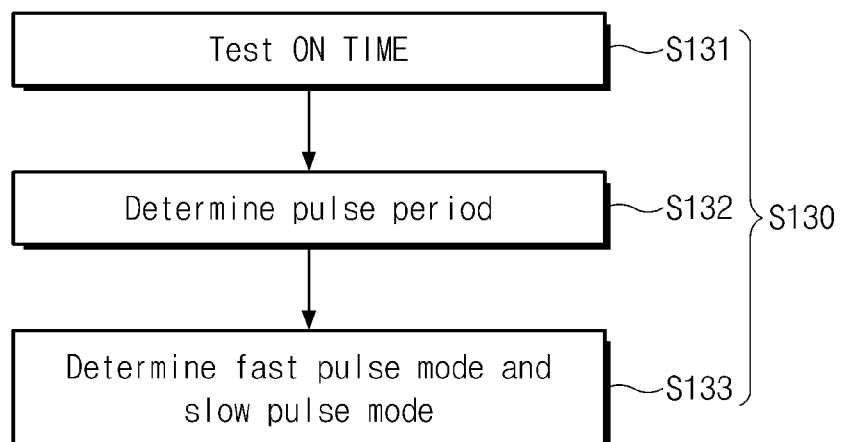 Test ON TIME
S131
Determine pulse period
S132
S130
Determine fast pulse mode and
slow pulse mode
S133